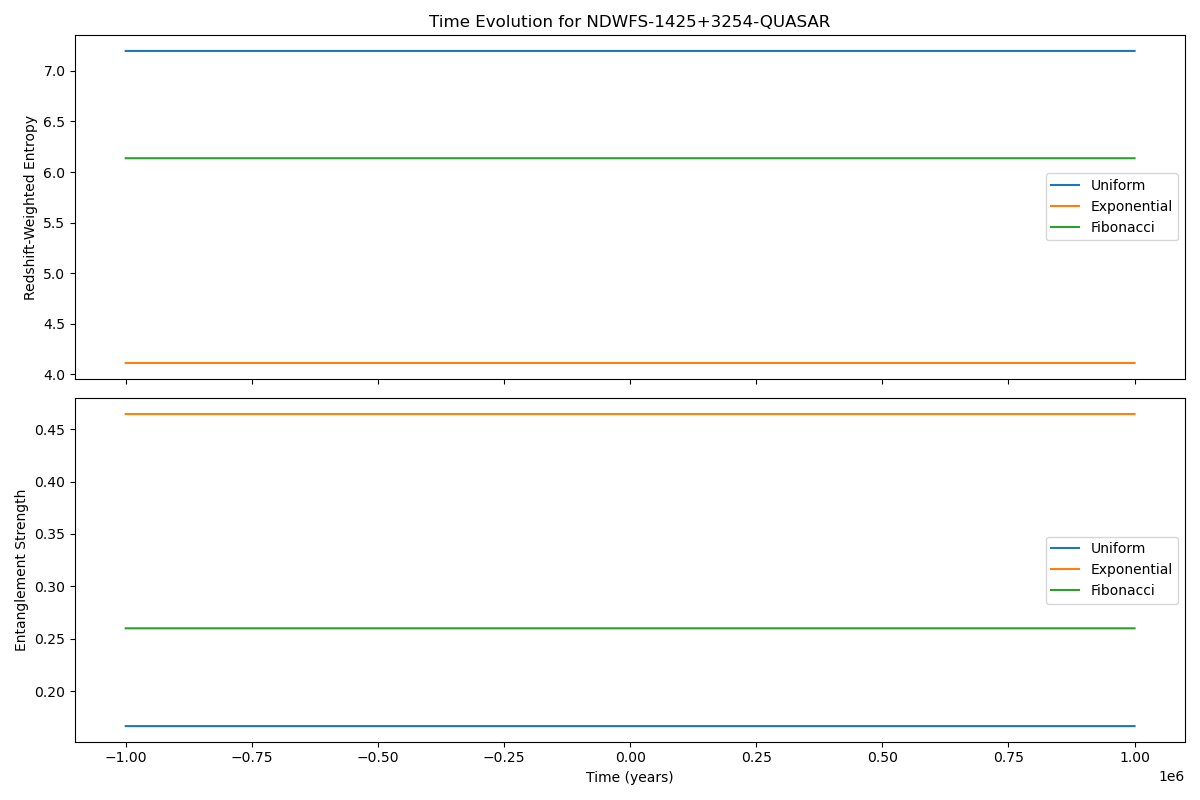 Time Evolution for NDWFS-1425+3254-QUASAR
Redshift-Weighted Entropy
7.0
6.5
6.0
5.5
5.0
4.5
4.0
Uniform
Exponential
Fibonacci
Entanglement Strength
0.45
0.40
0.35
0.30
0.25
0.20
Uniform
Exponential
Fibonacci
−1.00 −0.75 −0.50 −0.25 0.00 0.25 0.50 0.75 1.00
Time (years)
1e6